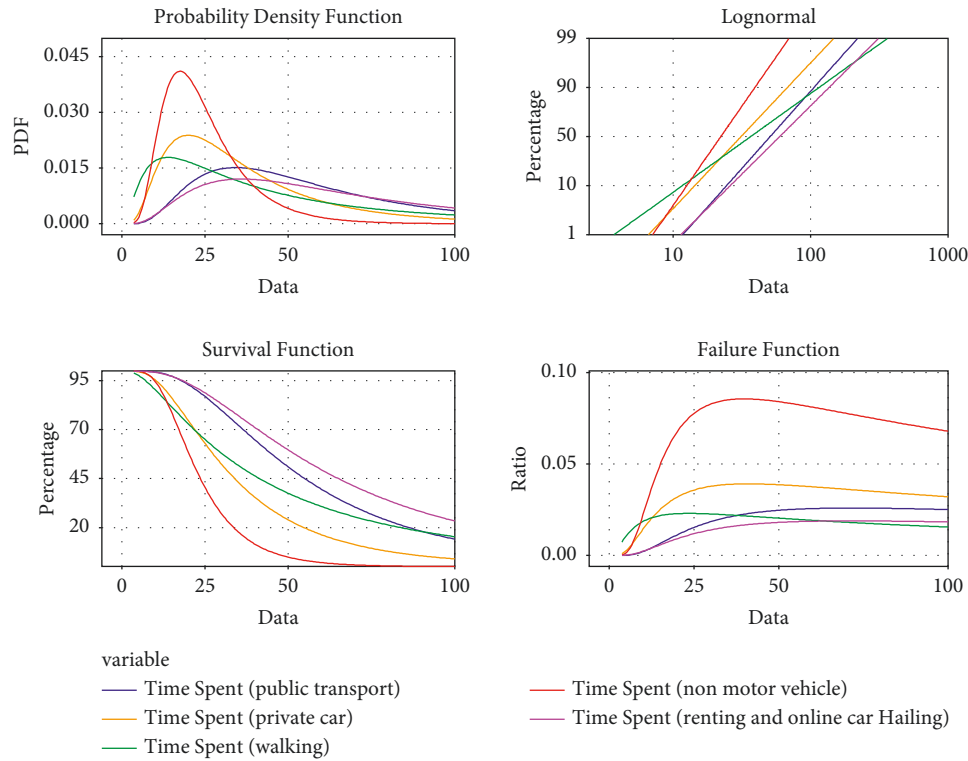 Probability Density Function
0.045
0.030
0.015
0.000
PDF
0
25
50
100
Data
Lognormal
99
90
50
10
1
Percentage
10
100
1000
Data
Survival Function
95
70
45
20
Percentage
0
25
50
100
Data
Failure Function
0.10
0.05
0.00
Ratio
0
25
50
100
Data
variable
Time Spent (public transport)
Time Spent (private car)
Time Spent (walking)
Time Spent (non motor vehicle)
Time Spent (renting and online car Hailing)